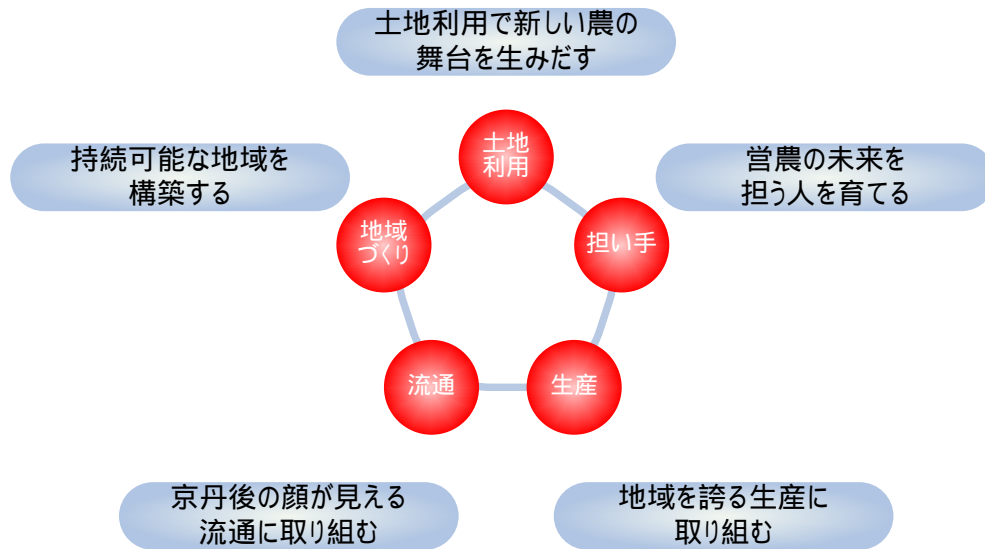 土地利用で新しい農の
舞台を生みだす
持続可能な地域を
構築する
営農の未来を
担う人を育てる
土地
利用
地域
づくり
担い手
流通
生産
京丹後の顔が見える
流通に取り組む
地域を誇る生産に
取り組む